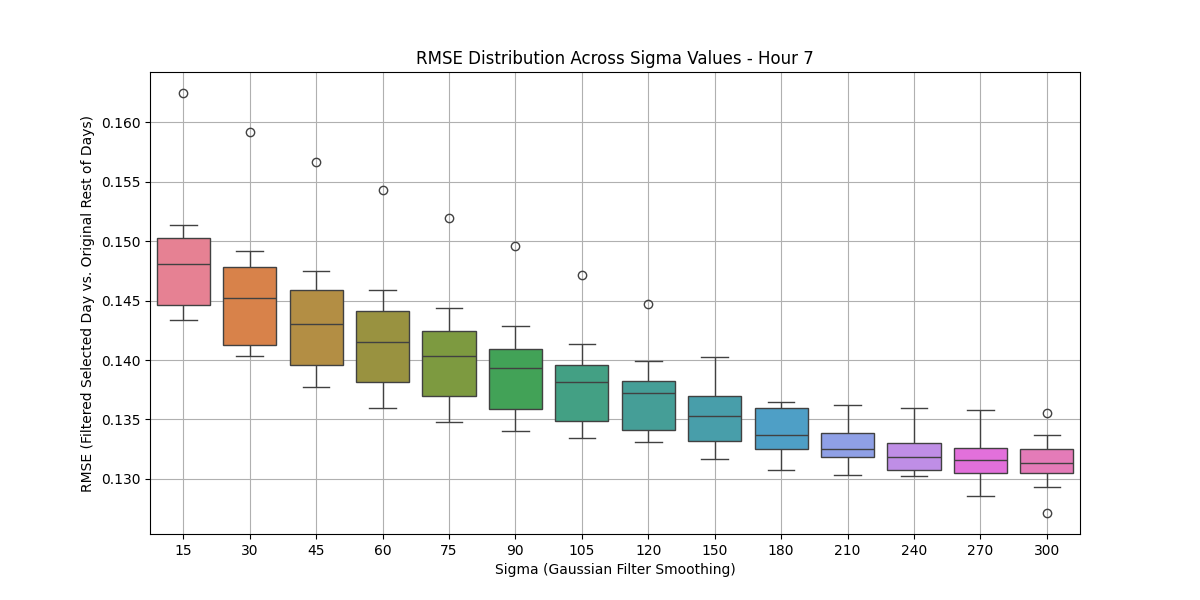 RMSE Distribution Across Sigma Values - Hour 7
RMSE (Filtered Selected Day vs. Original Rest of Days)
0.160
0.155
0.150
0.145
0.140
0.135
0.130
15 30 45 60 75 90 105 120 150 180 210 240 270 300
Sigma (Gaussian Filter Smoothing)